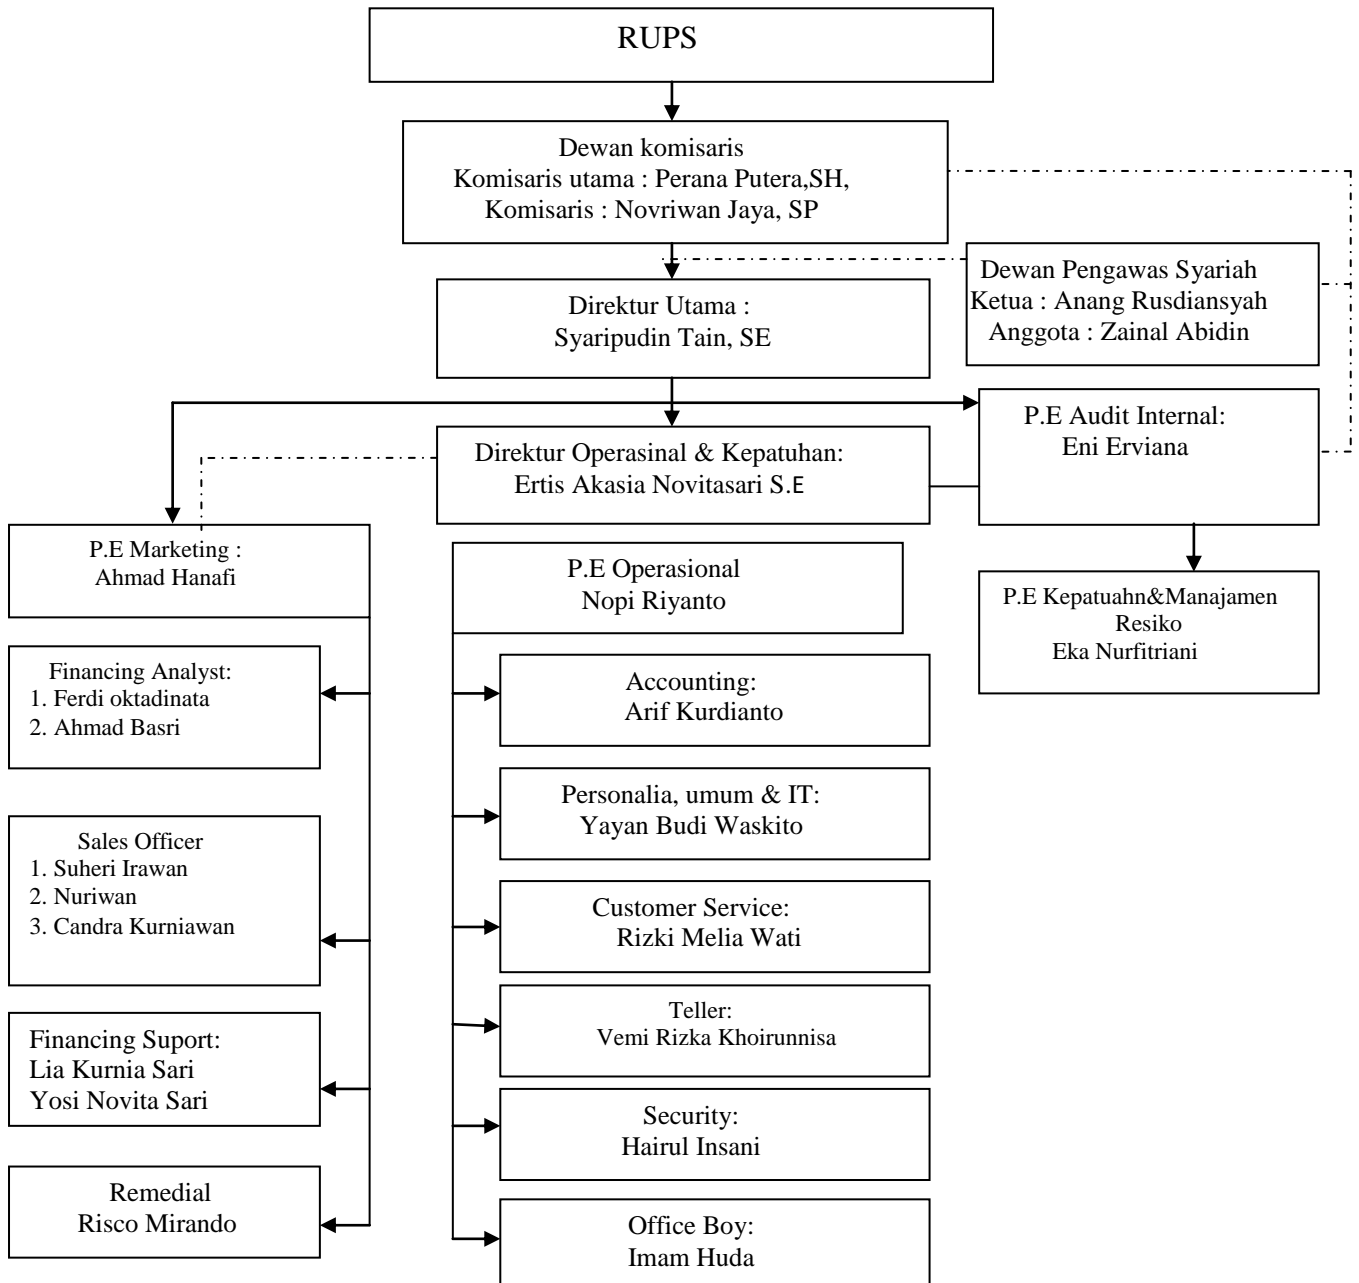 RUPS
Dewan komisaris
Komisaris utama : Perana Putera,SH,
Komisaris : Novriwan Jaya, SP
Dewan Pengawas Syariah
Ketua : Anang Rusdiansyah
Anggota : Zainal Abidin
Direktur Utama :
Syaripudin Tain, SE
P.E Audit Internal:
Eni Erviana
Direktur Operasinal & Kepatuhan:
Ertis Akasia Novitasari S.E
P.E Marketing :
Ahmad Hanafi
P.E Operasional
Nopi Riyanto
P.E Kepatuahn&Manajamen
Resiko
Eka Nurfitriani
Financing Analyst:
1. Ferdi oktadinata
2. Ahmad Basri
Sales Officer
1. Suheri Irawan
2. Nuriwan
3. Candra Kurniawan
Financing Suport:
Lia Kurnia Sari
Yosi Novita Sari
Remedial
Risco Mirando
Accounting:
Arif Kurdianto
Personalia, umum & IT:
Yayan Budi Waskito
Customer Service:
Rizki Melia Wati
Teller:
Vemi Rizka Khoirunnisa
Security:
Hairul Insani
Office Boy:
Imam Huda